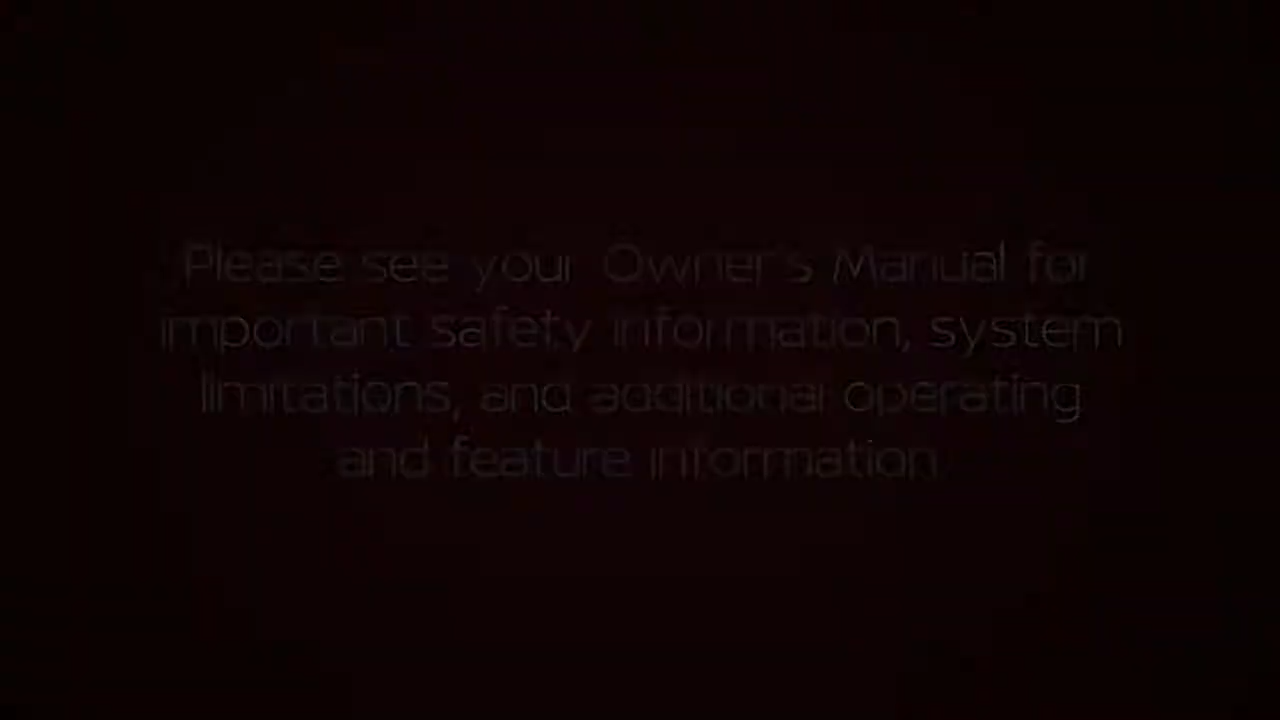 Please see your Owner's Manual for
important safety information, system
limitations, and additional operating
and feature information.